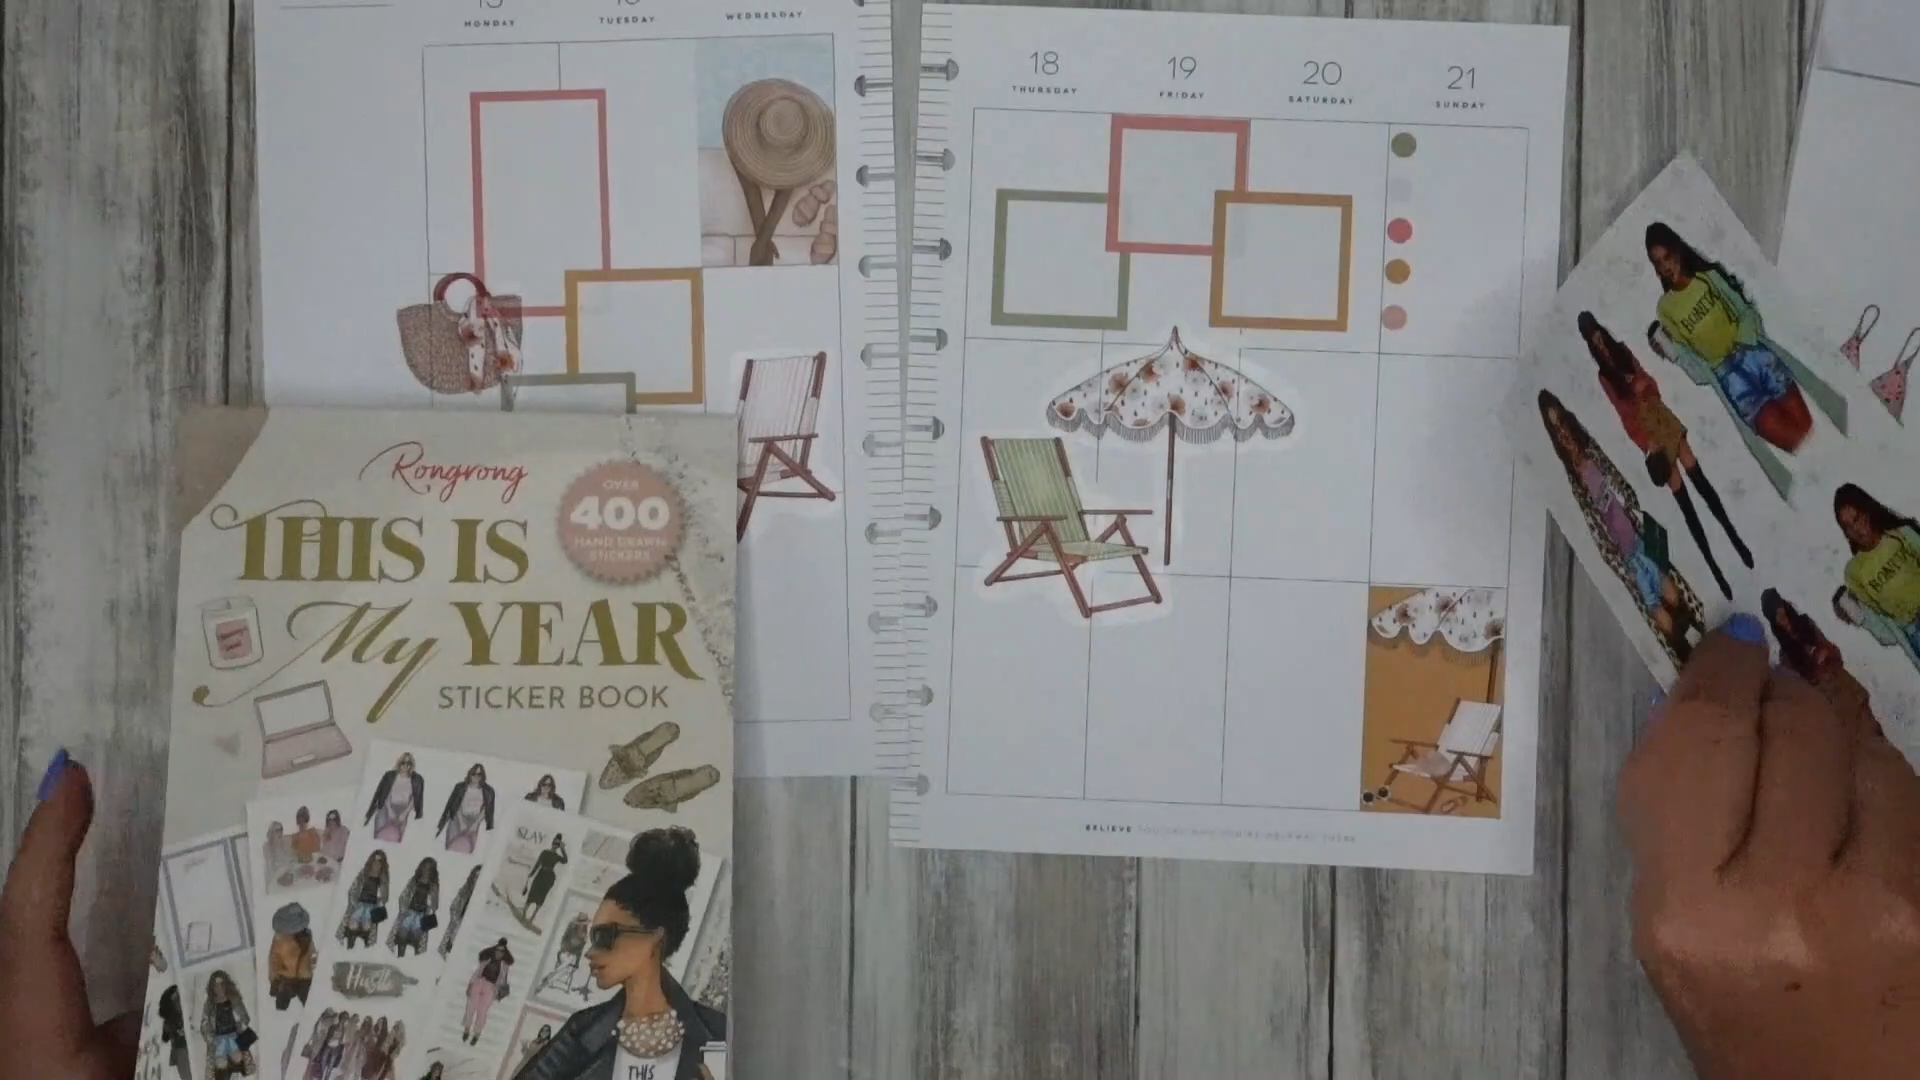 MONDAY
TUESDAY
WEDNESDAY
18
THURSDAY
19
FRIDAY
20
SATURDAY
21
SUNDAY
Rongrong
OVER
400
HAND DRAWN
STICKERS
THIS IS
My YEAR
STICKER BOOK
SLAY
Hustle
THIS
BELIEVE